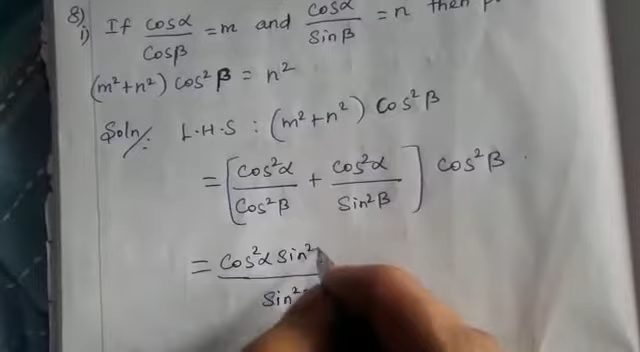 8)
i) If cosα/cosβ = m and cosα/sinβ = n then
(m²+n²) cos²β = n²
Soln/: L.H.S : (m²+n²) cos²β
= [cos²α/cos²β + cos²α/sin²β] cos²β
= cos²α sin²/sin²